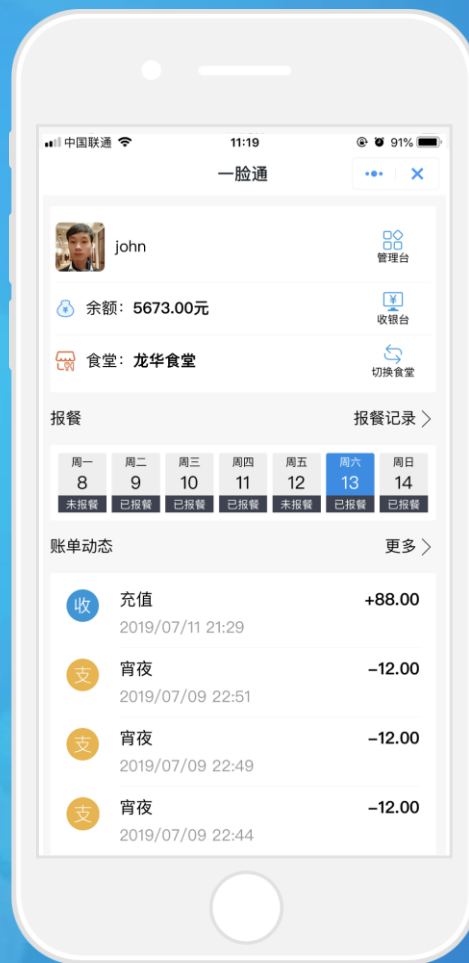 中国联通 11:19 91%
一脸通
john
管理台
余额：5673.00元
¥
收银台
食堂：龙华食堂
切换食堂
报餐 报餐记录
周一 周二 周三 周四 周五 周六 周日
8 9 10 11 12 13 14
未报餐 已报餐 已报餐 已报餐 未报餐 已报餐 已报餐
账单动态 更多
收 充值 +88.00
2019/07/11 21:29
支 宵夜 −12.00
2019/07/09 22:51
支 宵夜 −12.00
2019/07/09 22:49
支 宵夜 −12.00
2019/07/09 22:44